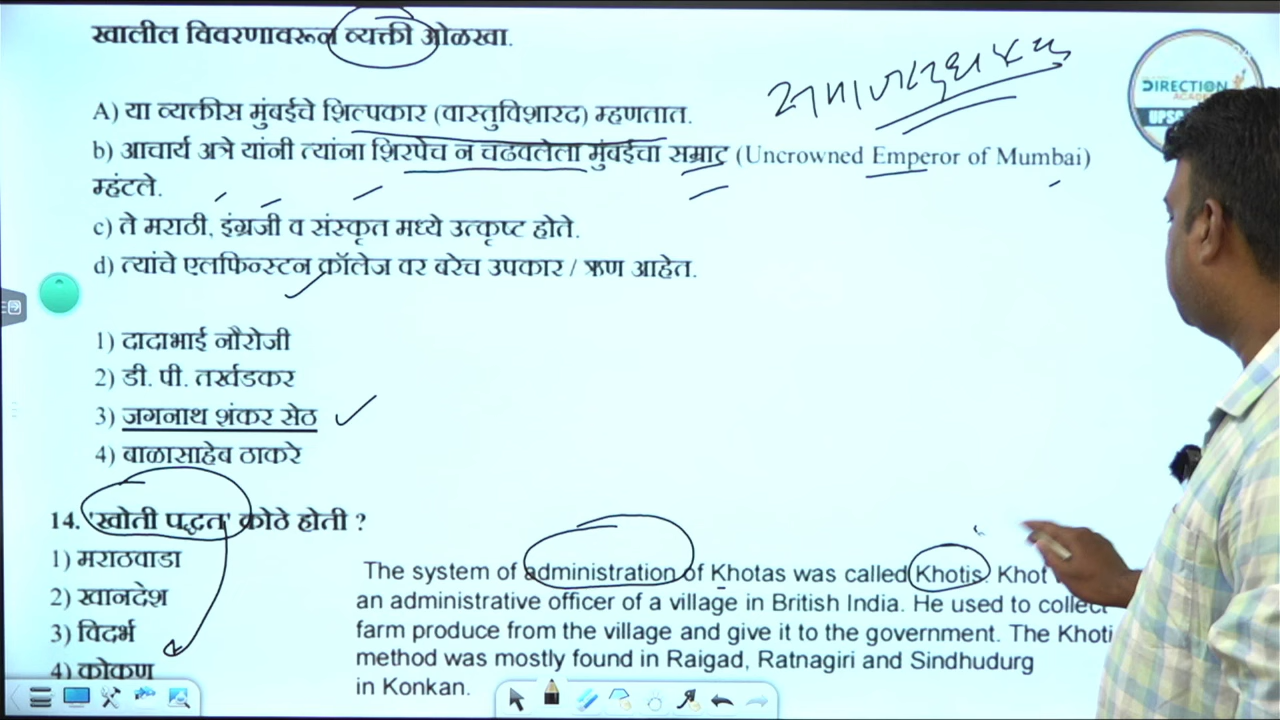 खालील विवरणावरून व्यक्ती ओळखा.
समाजसुधारक
DIRECTION
ACADEMY
UPSC
A) या व्यक्तीस मुंबईचे शिल्पकार (वास्तुविशारद) म्हणतात.
b) आचार्य अत्रे यांनी त्यांना शिरपेच न चढवलेला मुंबईचा सम्राट (Uncrowned Emperor of Mumbai)
म्हंटले.
c) ते मराठी, इंग्रजी व संस्कृत मध्ये उत्कृष्ट होते.
d) त्यांचे एलफिन्स्टन कॉलेज वर बरेच उपकार / ऋण आहेत.
1) दादाभाई नौरोजी
2) डी. पी. तर्खडकर
3) जगनाथ शंकर सेठ
4) बाळासाहेब ठाकरे
14. 'खोती पद्धत' कोठे होती ?
1) मराठवाडा
2) खानदेश
3) विदर्भ
4) कोकण
The system of administration of Khotas was called Khotis. Khot
an administrative officer of a village in British India. He used to collect
farm produce from the village and give it to the government. The Khoti
method was mostly found in Raigad, Ratnagiri and Sindhudurg
in Konkan.